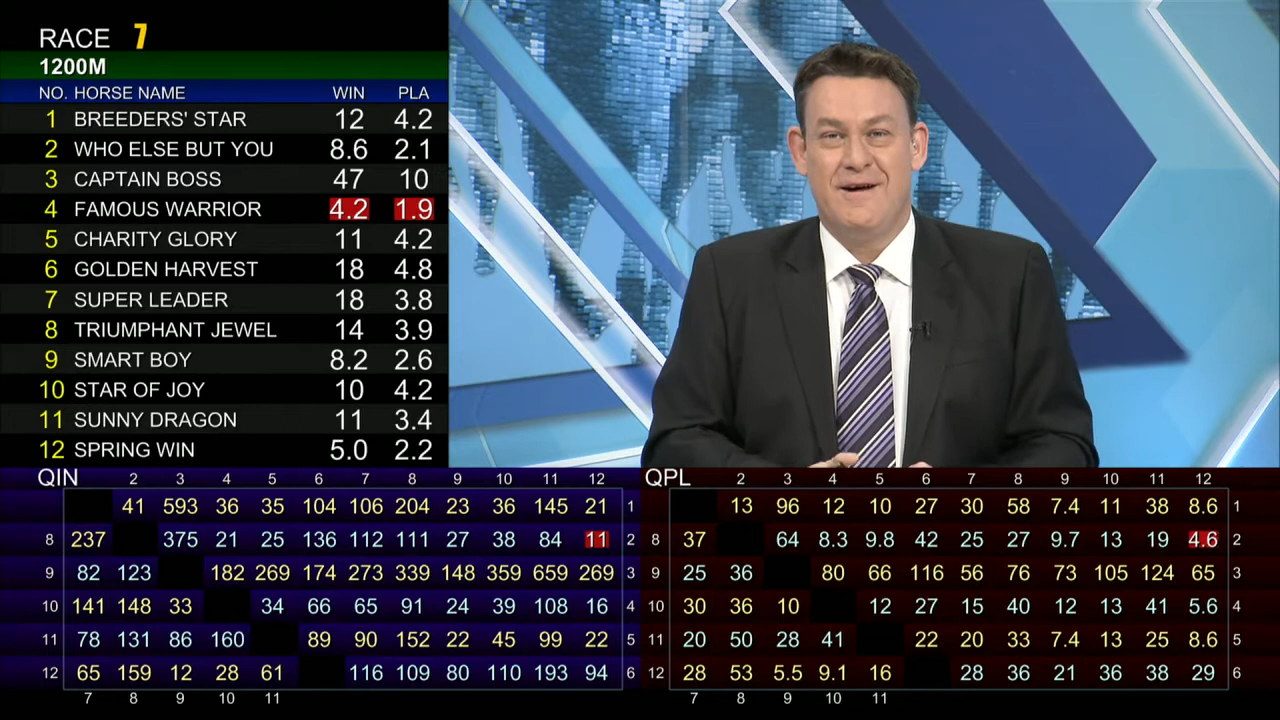 RACE 7
1200M
NO. HORSE NAME WIN PLA
1 BREEDERS' STAR 12 4.2
2 WHO ELSE BUT YOU 8.6 2.1
3 CAPTAIN BOSS 47 10
4 FAMOUS WARRIOR 4.2 1.9
5 CHARITY GLORY 11 4.2
6 GOLDEN HARVEST 18 4.8
7 SUPER LEADER 18 3.8
8 TRIUMPHANT JEWEL 14 3.9
9 SMART BOY 8.2 2.6
10 STAR OF JOY 10 4.2
11 SUNNY DRAGON 11 3.4
12 SPRING WIN 5.0 2.2
QIN 2 3 4 5 6 7 8 9 10 11 12
41 593 36 35 104 106 204 23 36 145 21 1
8 237 375 21 25 136 112 111 27 38 84 11 2
9 82 123 182 269 174 273 339 148 359 659 269 3
10 141 148 33 34 66 65 91 24 39 108 16 4
11 78 131 86 160 89 90 152 22 45 99 22 5
12 65 159 12 28 61 116 109 80 110 193 94 6
7 8 9 10 11
QPL 2 3 4 5 6 7 8 9 10 11 12
13 96 12 10 27 30 58 7.4 11 38 8.6 1
8 37 64 8.3 9.8 42 25 27 9.7 13 19 4.6 2
9 25 36 80 66 116 56 76 73 105 124 65 3
10 30 36 10 12 27 15 40 12 13 41 5.6 4
11 20 50 28 41 22 20 33 7.4 13 25 8.6 5
12 28 53 5.5 9.1 16 28 36 21 36 38 29 6
7 8 9 10 11